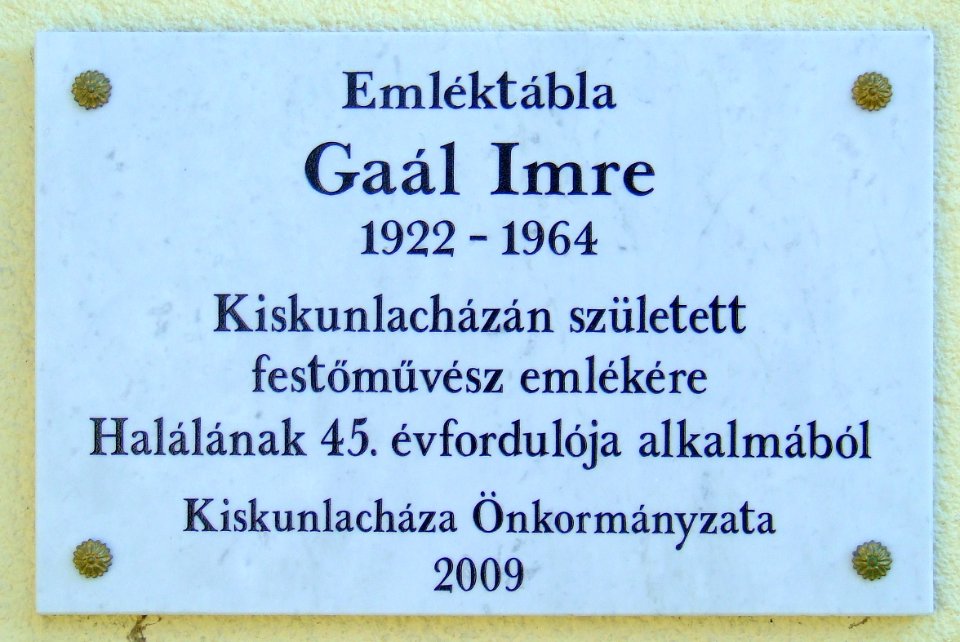 Emléktábla
Gaál Imre
1922 - 1964
Kiskunlacházán született
festőművész emlékére
Halálának 45. évfordulója alkalmából
Kiskunlacháza Önkormányzata
2009